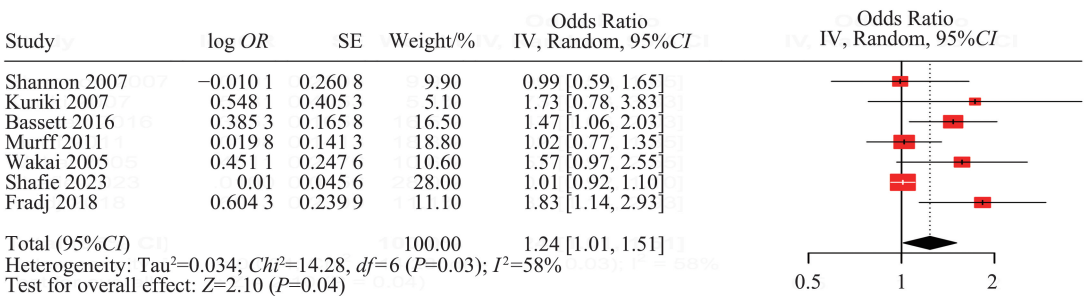 Odds Ratio Odds Ratio
Study log OR SE Weight/% IV, Random, 95%CI IV, Random, 95%CI
Shannon 2007 −0.010 1 0.260 8 9.90 0.99 [0.59, 1.65]
Kuriki 2007 0.548 1 0.405 3 5.10 1.73 [0.78, 3.83]
Bassett 2016 0.385 3 0.165 8 16.50 1.47 [1.06, 2.03]
Murff 2011 0.019 8 0.141 3 18.80 1.02 [0.77, 1.35]
Wakai 2005 0.451 1 0.247 6 10.60 1.57 [0.97, 2.55]
Shafie 2023 0.01 0.045 6 28.00 1.01 [0.92, 1.10]
Fradj 2018 0.604 3 0.239 9 11.10 1.83 [1.14, 2.93]
Total (95%CI) 100.00 1.24 [1.01, 1.51]
Heterogeneity: Tau²=0.034; Chi²=14.28, df=6 (P=0.03); I²=58%
Test for overall effect: Z=2.10 (P=0.04)
0.5 1 2